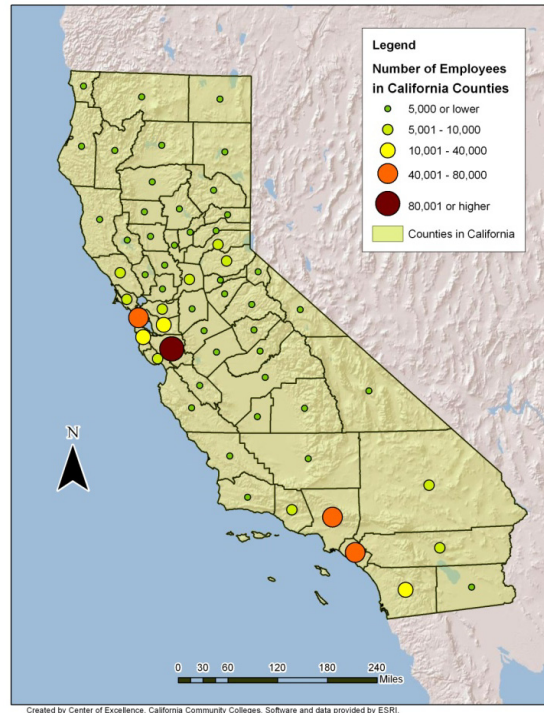 Legend
Number of Employees
in California Counties
5,000 or lower
5,001 - 10,000
10,001 - 40,000
40,001 - 80,000
80,001 or higher
Counties in California
N
0 30 60 120 180 240
Miles
Created by Center of Excellence, California Community Colleges. Software and data provided by ESRI.